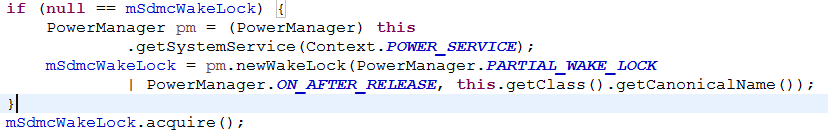 if (null == mSdmcWakeLock) {
    PowerManager pm = (PowerManager) this
            .getSystemService(Context.POWER_SERVICE);
    mSdmcWakeLock = pm.newWakeLock(PowerManager.PARTIAL_WAKE_LOCK
            | PowerManager.ON_AFTER_RELEASE, this.getClass().getCanonicalName());
}
mSdmcWakeLock.acquire();